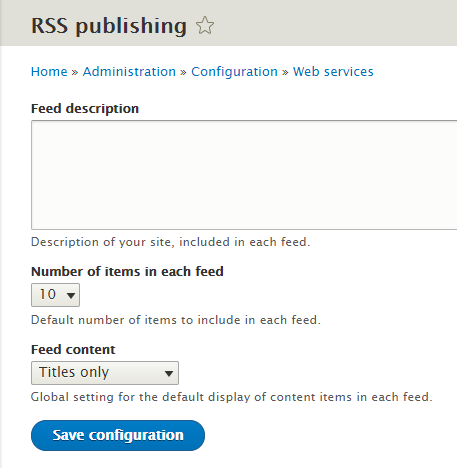 RSS publishing
Home » Administration » Configuration » Web services
Feed description
Description of your site, included in each feed.
Number of items in each feed
10
Default number of items to include in each feed.
Feed content
Titles only
Global setting for the default display of content items in each feed.
Save configuration